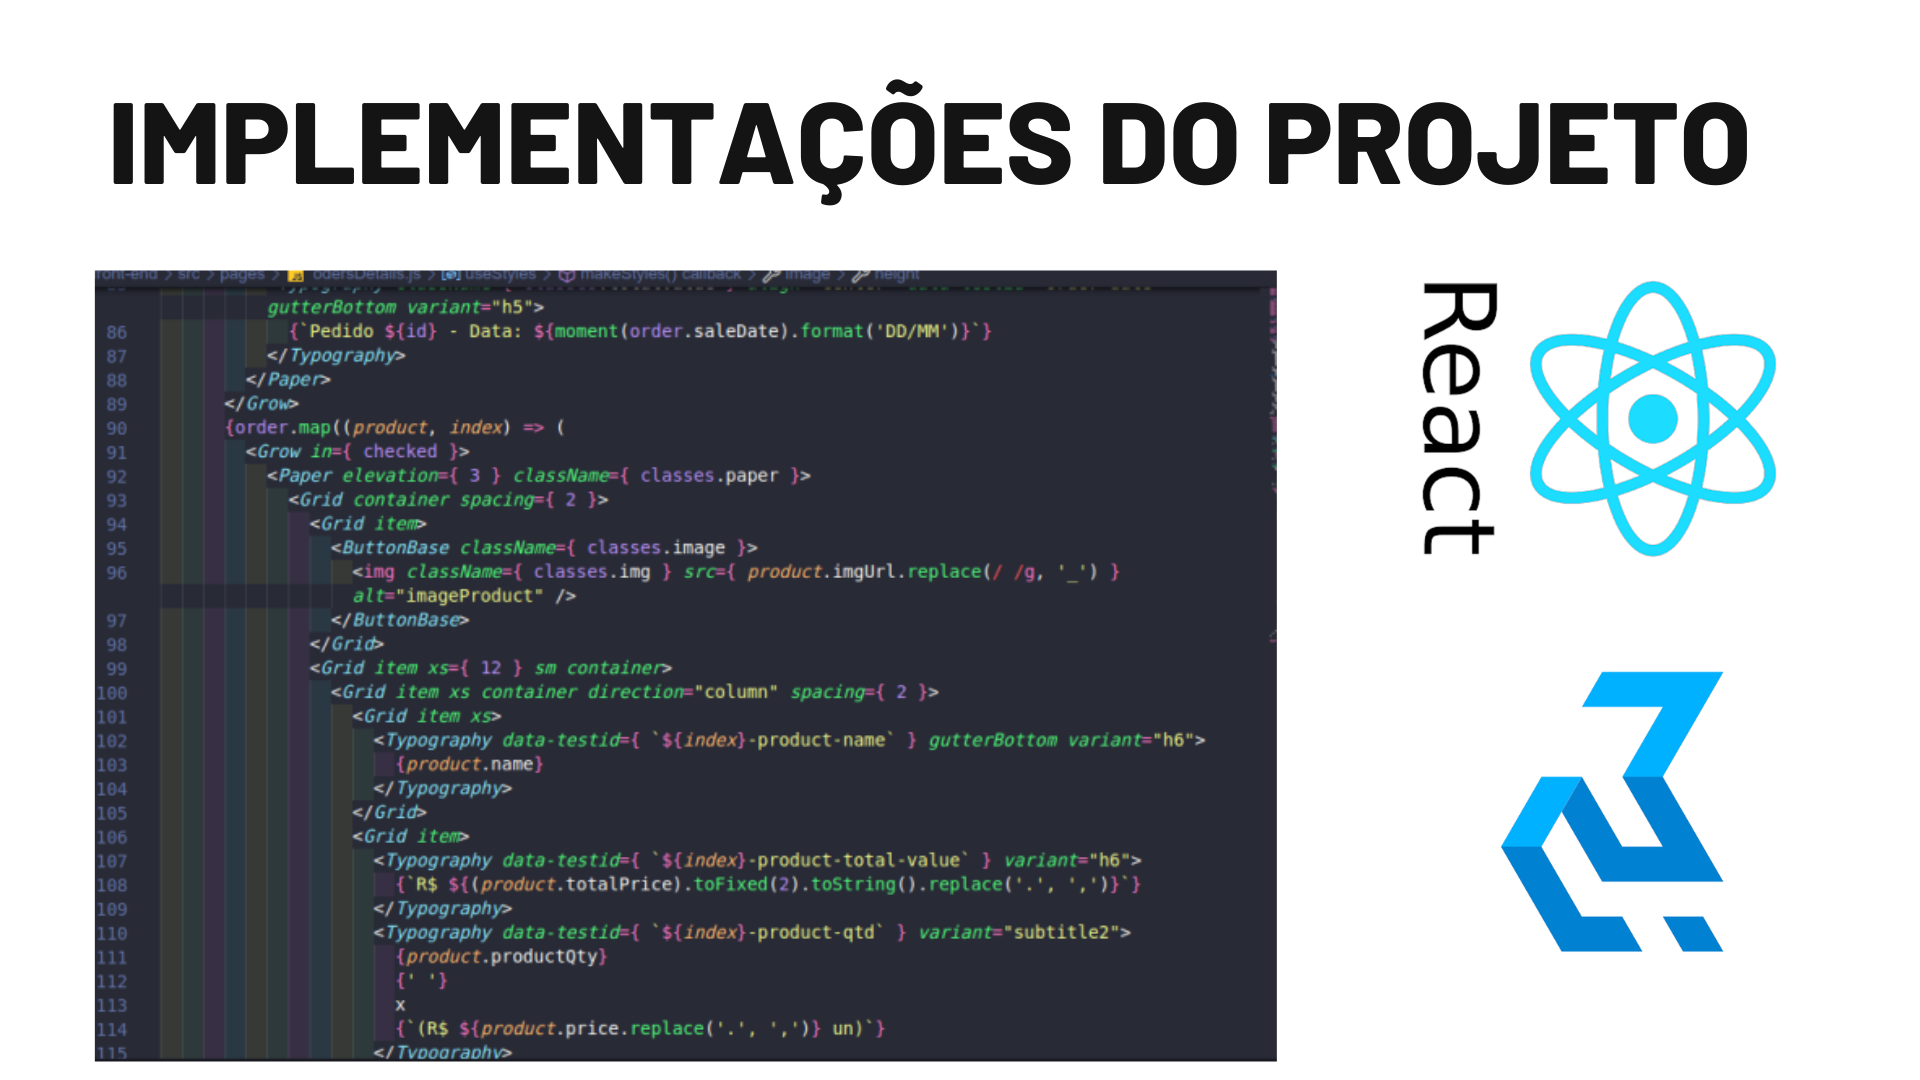 IMPLEMENTAÇÕES DO PROJETO
front-end > src > pages > odersDetails.js > useStyles > makeStyles() callback > image > height
gutterBottom variant="h5">
86 {`Pedido ${id} - Data: ${moment(order.saleDate).format('DD/MM')}`}
87 </Typography>
88 </Paper>
89 </Grow>
90 {order.map((product, index) => (
91 <Grow in={ checked }>
92 <Paper elevation={ 3 } className={ classes.paper }>
93 <Grid container spacing={ 2 }>
94 <Grid item>
95 <ButtonBase className={ classes.image }>
96 <img className={ classes.img } src={ product.imgUrl.replace(/ /g, '_') }
alt="imageProduct" />
97 </ButtonBase>
98 </Grid>
99 <Grid item xs={ 12 } sm container>
100 <Grid item xs container direction="column" spacing={ 2 }>
101 <Grid item xs>
102 <Typography data-testid={ `${index}-product-name` } gutterBottom variant="h6">
103 {product.name}
104 </Typography>
105 </Grid>
106 <Grid item>
107 <Typography data-testid={ `${index}-product-total-value` } variant="h6">
108 {`R$ ${(product.totalPrice).toFixed(2).toString().replace('.', ',')}`}
109 </Typography>
110 <Typography data-testid={ `${index}-product-qtd` } variant="subtitle2">
111 {product.productQty}
112 {' '}
113 x
114 {`(R$ ${product.price.replace('.', ',')} un)`}
115 </Typography>
React